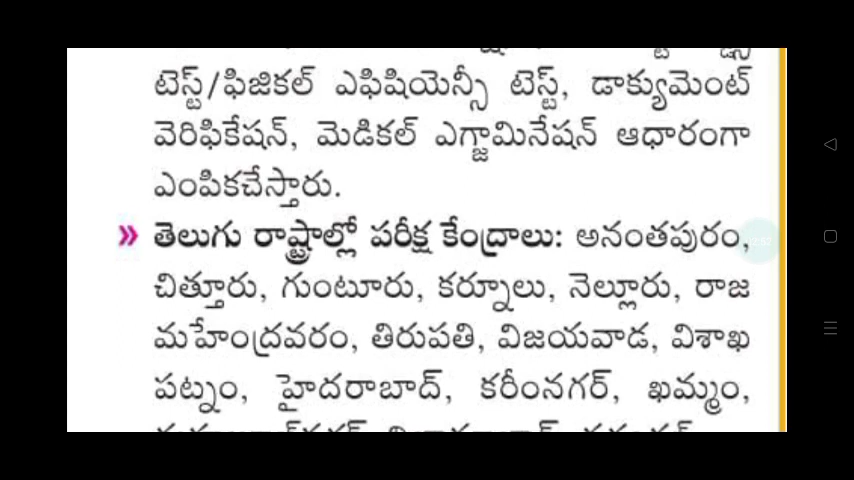 టెస్ట్/ఫిజికల్ ఎఫిషియెన్సీ టెస్ట్, డాక్యుమెంట్
వెరిఫికేషన్, మెడికల్ ఎగ్జామినేషన్ ఆధారంగా
ఎంపికచేస్తారు.
» తెలుగు రాష్ట్రాల్లో పరీక్ష కేంద్రాలు: అనంతపురం,
చిత్తూరు, గుంటూరు, కర్నూలు, నెల్లూరు, రాజ
మహేంద్రవరం, తిరుపతి, విజయవాడ, విశాఖ
పట్నం, హైదరాబాద్, కరీంనగర్, ఖమ్మం,